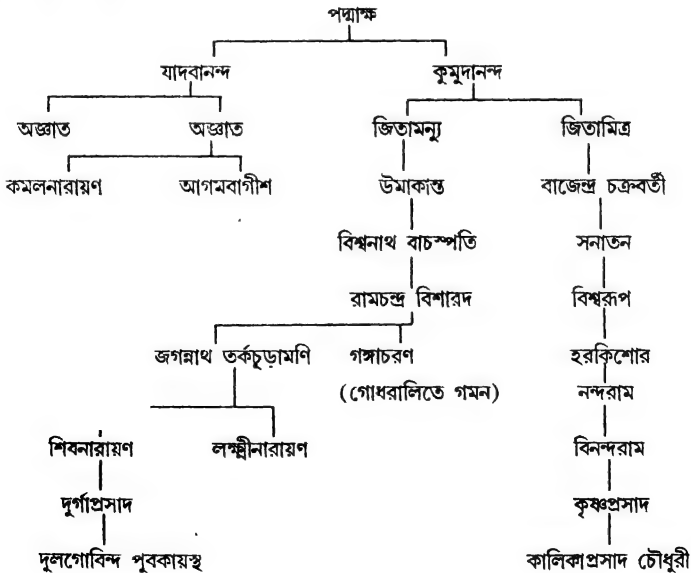 পদ্মাক্ষ
যাদবানন্দ কুমুদানন্দ
অজ্ঞাত অজ্ঞাত জিতামন্যু জিতামিত্র
কমলনারায়ণ আগমবাগীশ উমাকান্ত বাজেন্দ্র চক্রবর্তী
বিশ্বনাথ বাচস্পতি সনাতন
রামচন্দ্র বিশারদ বিশ্বরূপ
জগন্নাথ তর্কচূড়ামণি গঙ্গাচরণ হরকিশোর
(গোধরালিতে গমন) নন্দরাম
শিবনারায়ণ লক্ষ্মীনারায়ণ বিনন্দরাম
দুর্গাপ্রসাদ কৃষ্ণপ্রসাদ
দুলগোবিন্দ পুবকায়স্থ কালিকাপ্রসাদ চৌধুরী